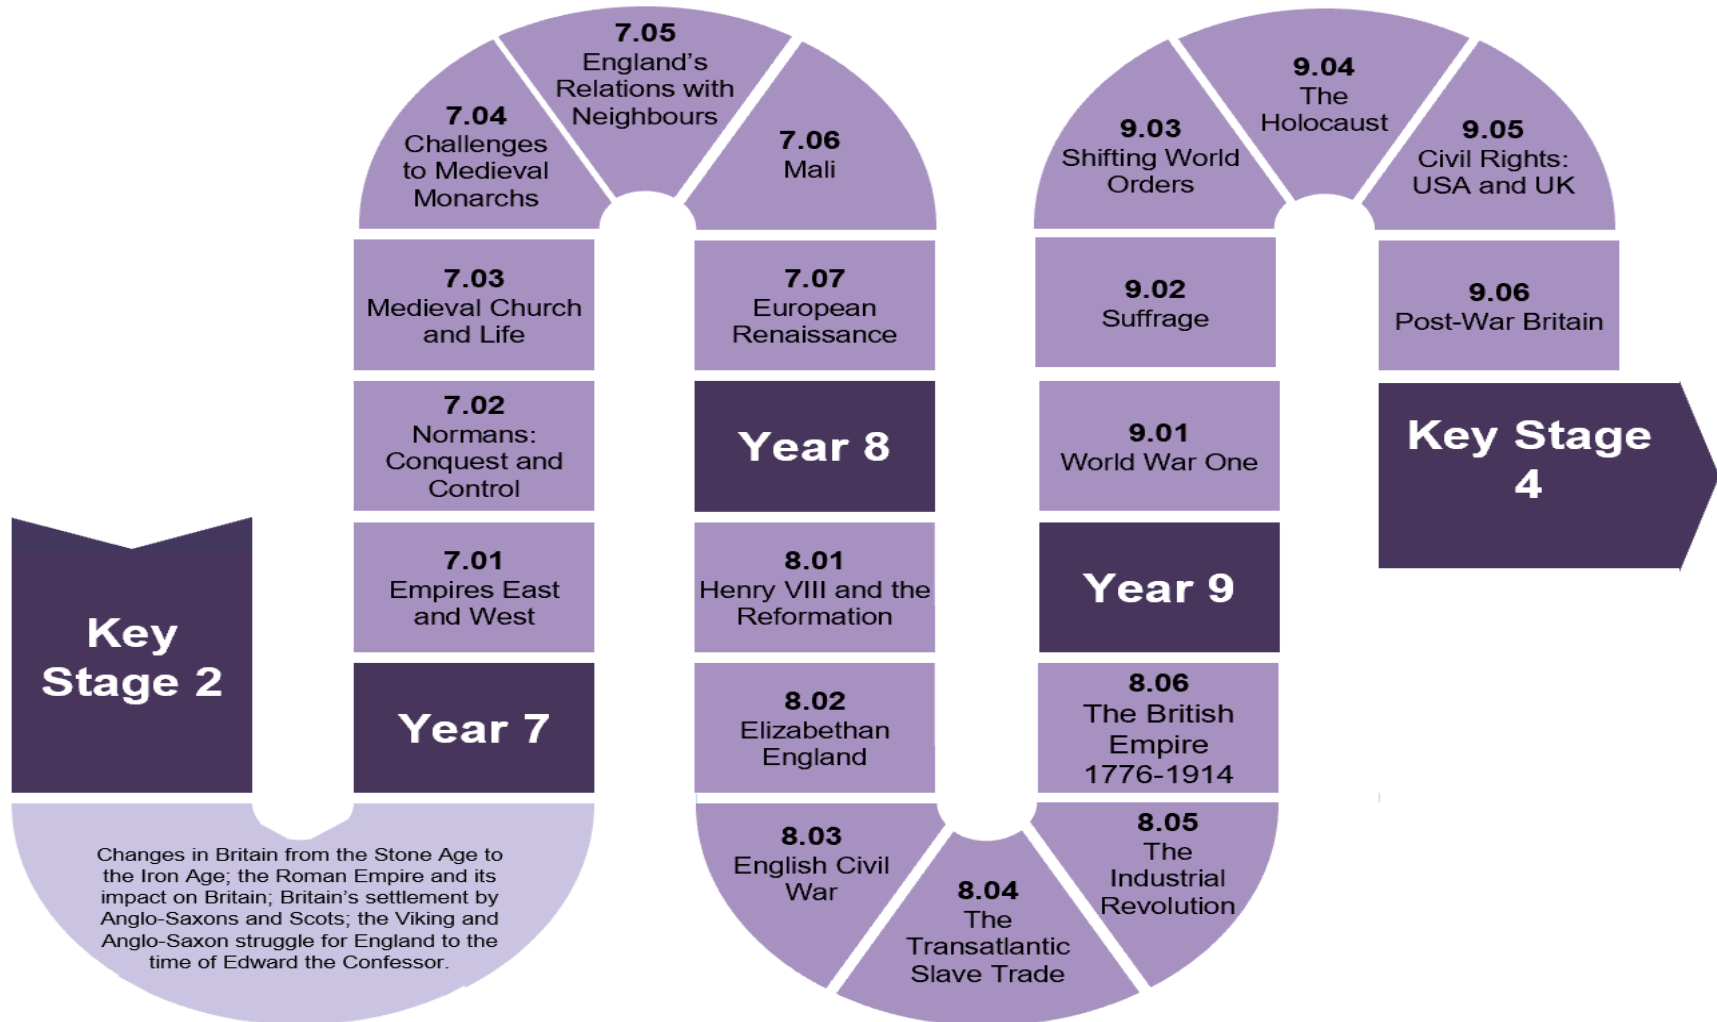 Key
Stage 2
Changes in Britain from the Stone Age to
the Iron Age; the Roman Empire and its
impact on Britain; Britain's settlement by
Anglo-Saxons and Scots; the Viking and
Anglo-Saxon struggle for England to the
time of Edward the Confessor.
Year 7
7.01
Empires East
and West
7.02
Normans:
Conquest and
Control
7.03
Medieval Church
and Life
7.04
Challenges
to Medieval
Monarchs
7.05
England's
Relations with
Neighbours
7.06
Mali
7.07
European
Renaissance
Year 8
8.01
Henry VIII and the
Reformation
8.02
Elizabethan
England
8.03
English Civil
War
8.04
The
Transatlantic
Slave Trade
8.05
The
Industrial
Revolution
8.06
The British
Empire
1776-1914
Year 9
9.01
World War One
9.02
Suffrage
9.03
Shifting World
Orders
9.04
The
Holocaust
9.05
Civil Rights:
USA and UK
9.06
Post-War Britain
Key Stage
4